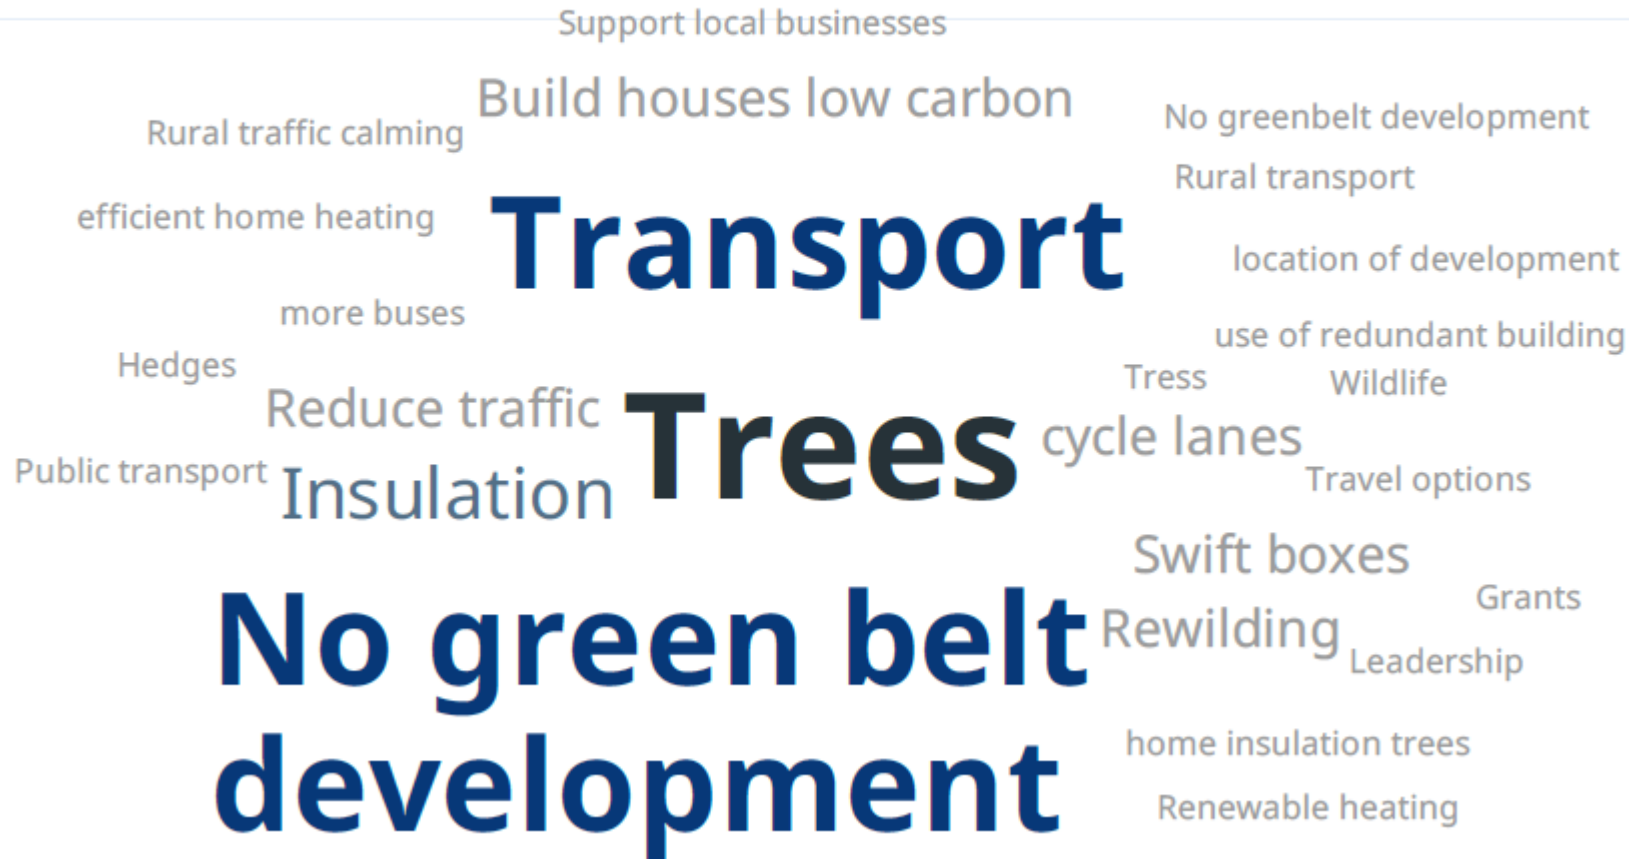 Support local businesses
Build houses low carbon
No greenbelt development
Rural traffic calming
Rural transport
efficient home heating
Transport
location of development
more buses
use of redundant building
Hedges
Tress
Wildlife
Reduce traffic
Trees
cycle lanes
Public transport
Insulation
Travel options
Swift boxes
Grants
No green belt
development
Rewilding
Leadership
home insulation trees
Renewable heating